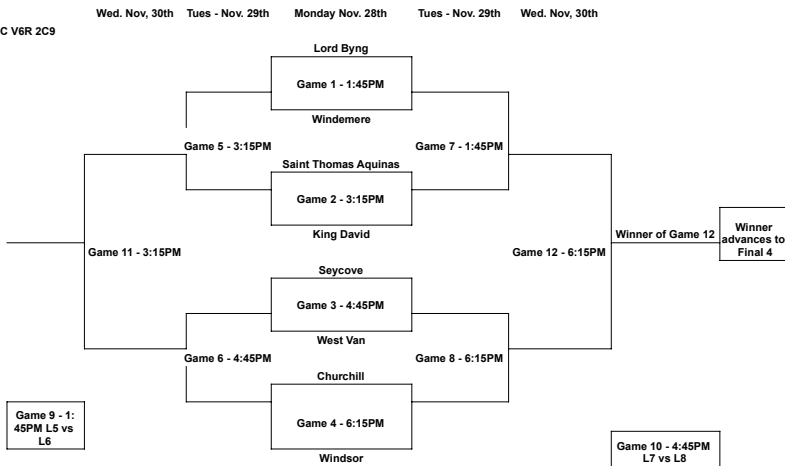 Wed. Nov, 30th Tues - Nov. 29th Monday Nov. 28th Tues - Nov. 29th Wed. Nov, 30th
C V6R 2C9
Lord Byng
Game 1 - 1:45PM
Windemere
Game 5 - 3:15PM
Game 7 - 1:45PM
Saint Thomas Aquinas
Game 2 - 3:15PM
King David
Winner of Game 12
Winner
advances to
Final 4
Game 11 - 3:15PM
Game 12 - 6:15PM
Seycove
Game 3 - 4:45PM
West Van
Game 6 - 4:45PM
Game 8 - 6:15PM
Churchill
Game 4 - 6:15PM
Windsor
Game 9 - 1:
45PM L5 vs
L6
Game 10 - 4:45PM
L7 vs L8